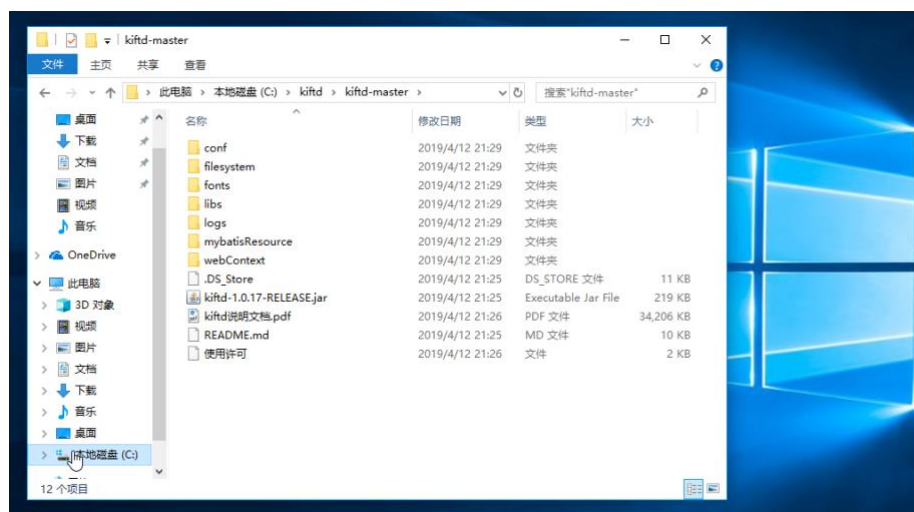 kiftd-master
文件 主页 共享 查看
此电脑 › 本地磁盘 (C:) › kiftd › kiftd-master ›
搜索"kiftd-master"
名称 修改日期 类型 大小
桌面
下载
文档
图片
视频
音乐
OneDrive
此电脑
3D 对象
视频
图片
文档
下载
音乐
桌面
本地磁盘 (C:)
conf 2019/4/12 21:29 文件夹
filesystem 2019/4/12 21:29 文件夹
fonts 2019/4/12 21:29 文件夹
libs 2019/4/12 21:29 文件夹
logs 2019/4/12 21:29 文件夹
mybatisResource 2019/4/12 21:29 文件夹
webContext 2019/4/12 21:29 文件夹
.DS_Store 2019/4/12 21:25 DS_STORE 文件 11 KB
kiftd-1.0.17-RELEASE.jar 2019/4/12 21:25 Executable Jar File 219 KB
kiftd说明文档.pdf 2019/4/12 21:26 PDF 文件 34,206 KB
README.md 2019/4/12 21:25 MD 文件 10 KB
使用许可 2019/4/12 21:26 文件 2 KB
12 个项目